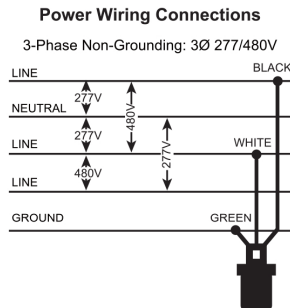 Power Wiring Connections
3-Phase Non-Grounding: 3Ø 277/480V
LINE
BLACK
277V
480V
NEUTRAL
277V
277V
WHITE
LINE
480V
LINE
GROUND
GREEN